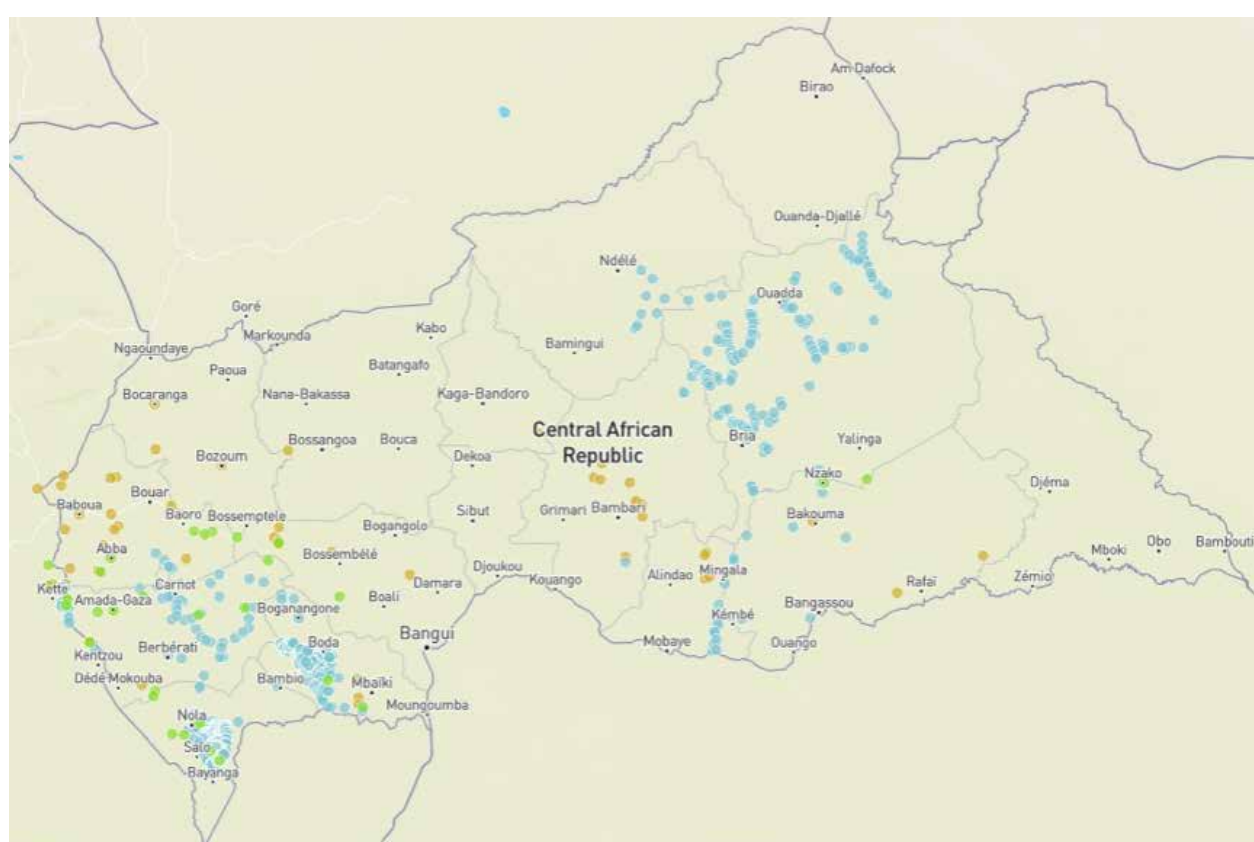 Am Dafock
Birao
Ouanda-Djallé
Ndélé
Ouadda
Goré
Markounda
Kabo
Ngaoundaye
Bamingui
Paoua
Batangafo
Bocaranga
Nana-Bakassa
Kaga-Bandoro
Central African
Republic
Bossangoa
Bouca
Bria
Yalinga
Bozoum
Dekoa
Nzako
Djéma
Bouar
Baboua
Baoro
Bossemptele
Bogangolo
Sibut
Grimari
Bambari
Bakouma
Obo
Bambouti
Mboki
Abba
Bossembélé
Djoukou
Kouango
Alindao
Mingala
Rafaï
Zémio
Kette
Carnot
Damara
Amada-Gaza
Boganangone
Boali
Bangassou
Kémbé
Bangui
Berbérati
Boda
Mobaye
Ouango
Kentzou
Dédé Mokouba
Bambio
Mbaïki
Moungoumba
Nola
Salo
Bayanga